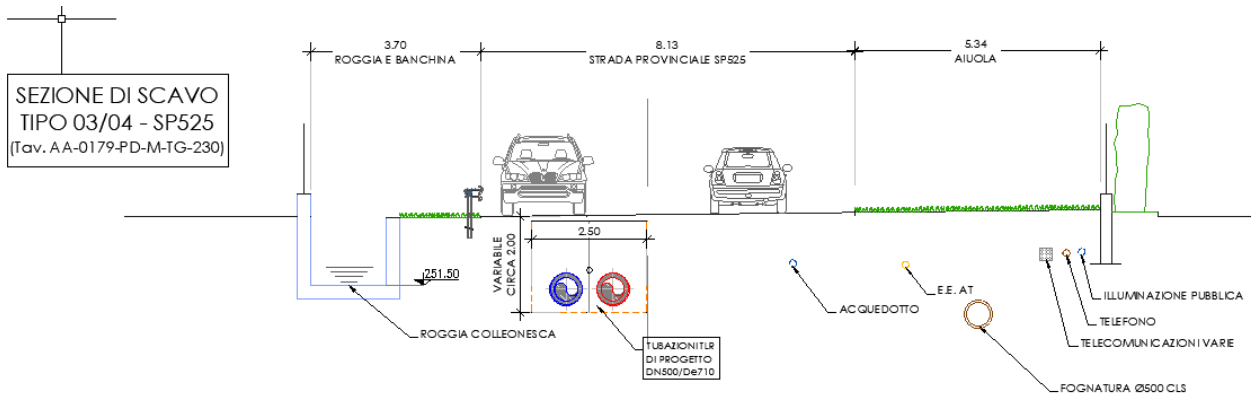 3.70
ROGGIA E BANCHINA
8.13
STRADA PROVINCIALE SP525
5.34
AIUOLA
SEZIONE DI SCAVO
TIPO 03/04 - SP525
(Tav. AA-0179-PD-M-TG-230)
VARIABILE
CIRCA 2.00
2.50
251.50
ROGGIA COLLEONESCA
TUBAZIONI TLR
DI PROGETTO
DN500/De710
ACQUEDOTTO
E.E. AT
ILLUMINAZIONE PUBBLICA
TELEFONO
TELECOMUNICAZIONI VARIE
FOGNATURA Ø500 CLS